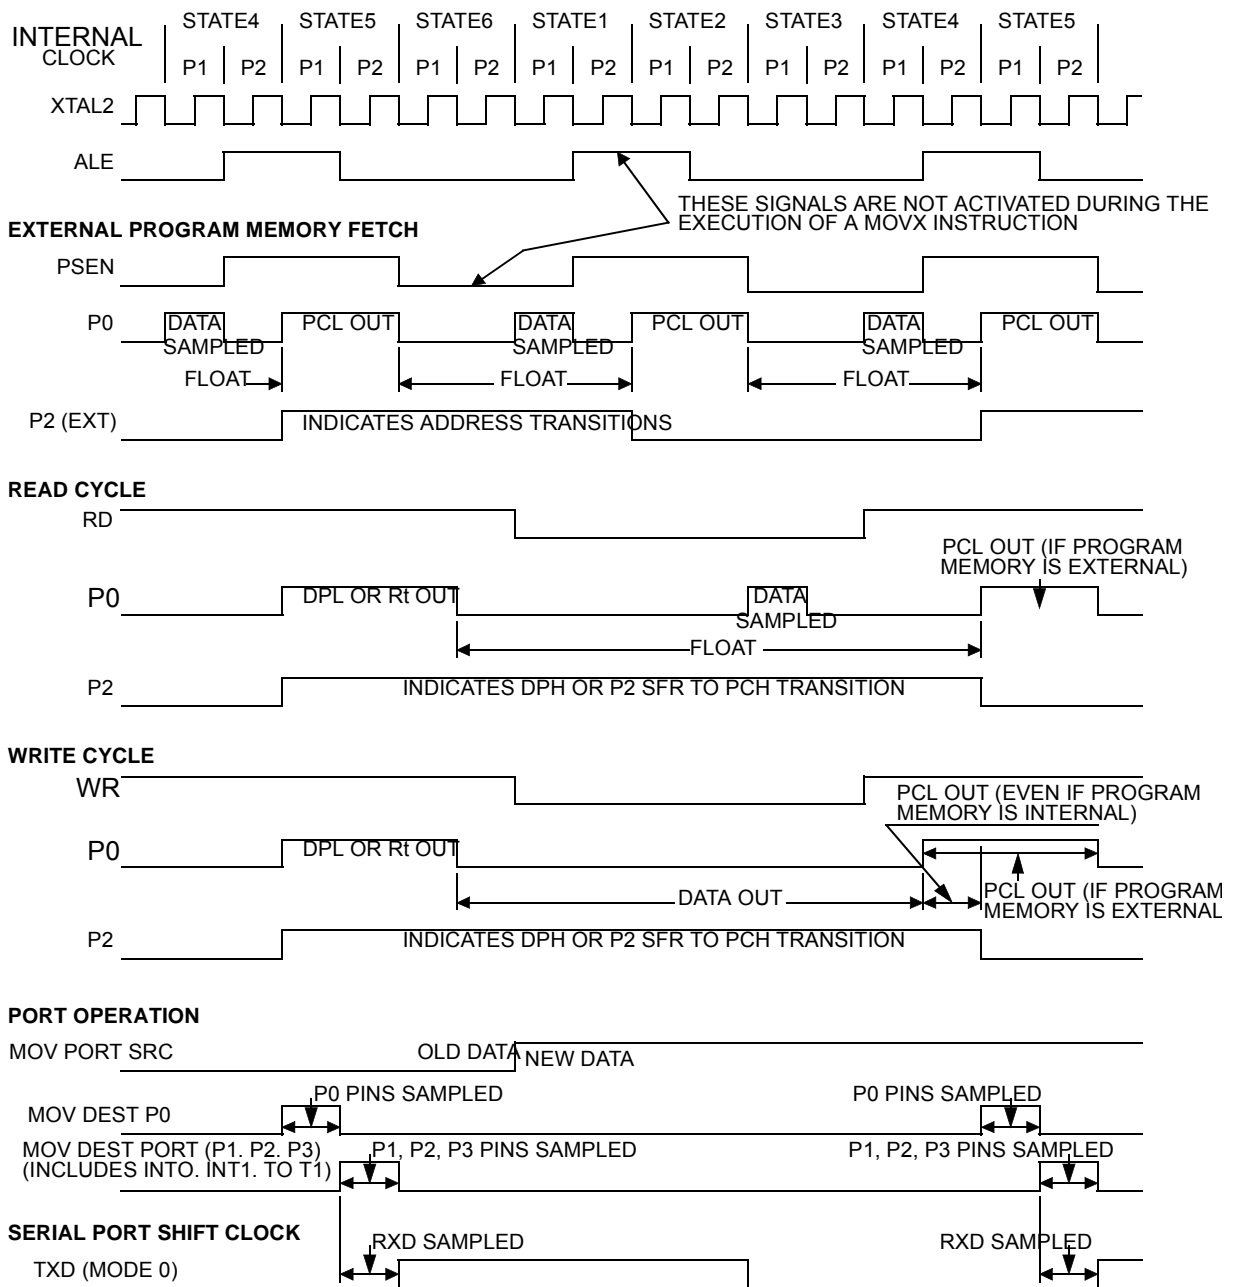 INTERNAL CLOCK
STATE4 STATE5 STATE6 STATE1 STATE2 STATE3 STATE4 STATE5
P1 P2 P1 P2 P1 P2 P1 P2 P1 P2 P1 P2 P1 P2 P1 P2
XTAL2
ALE
THESE SIGNALS ARE NOT ACTIVATED DURING THE
EXECUTION OF A MOVX INSTRUCTION
EXTERNAL PROGRAM MEMORY FETCH
PSEN
P0 DATA SAMPLED PCL OUT DATA SAMPLED PCL OUT DATA SAMPLED PCL OUT
FLOAT FLOAT FLOAT
P2 (EXT) INDICATES ADDRESS TRANSITIONS
READ CYCLE
RD
PCL OUT (IF PROGRAM
MEMORY IS EXTERNAL)
P0 DPL OR Rt OUT DATA SAMPLED
FLOAT
P2 INDICATES DPH OR P2 SFR TO PCH TRANSITION
WRITE CYCLE
WR
PCL OUT (EVEN IF PROGRAM
MEMORY IS INTERNAL)
P0 DPL OR Rt OUT
DATA OUT
PCL OUT (IF PROGRAM
MEMORY IS EXTERNAL
P2 INDICATES DPH OR P2 SFR TO PCH TRANSITION
PORT OPERATION
MOV PORT SRC OLD DATA NEW DATA
P0 PINS SAMPLED P0 PINS SAMPLED
MOV DEST P0
MOV DEST PORT (P1. P2. P3) P1, P2, P3 PINS SAMPLED P1, P2, P3 PINS SAMPLED
(INCLUDES INTO. INT1. TO T1)
SERIAL PORT SHIFT CLOCK
RXD SAMPLED RXD SAMPLED
TXD (MODE 0)